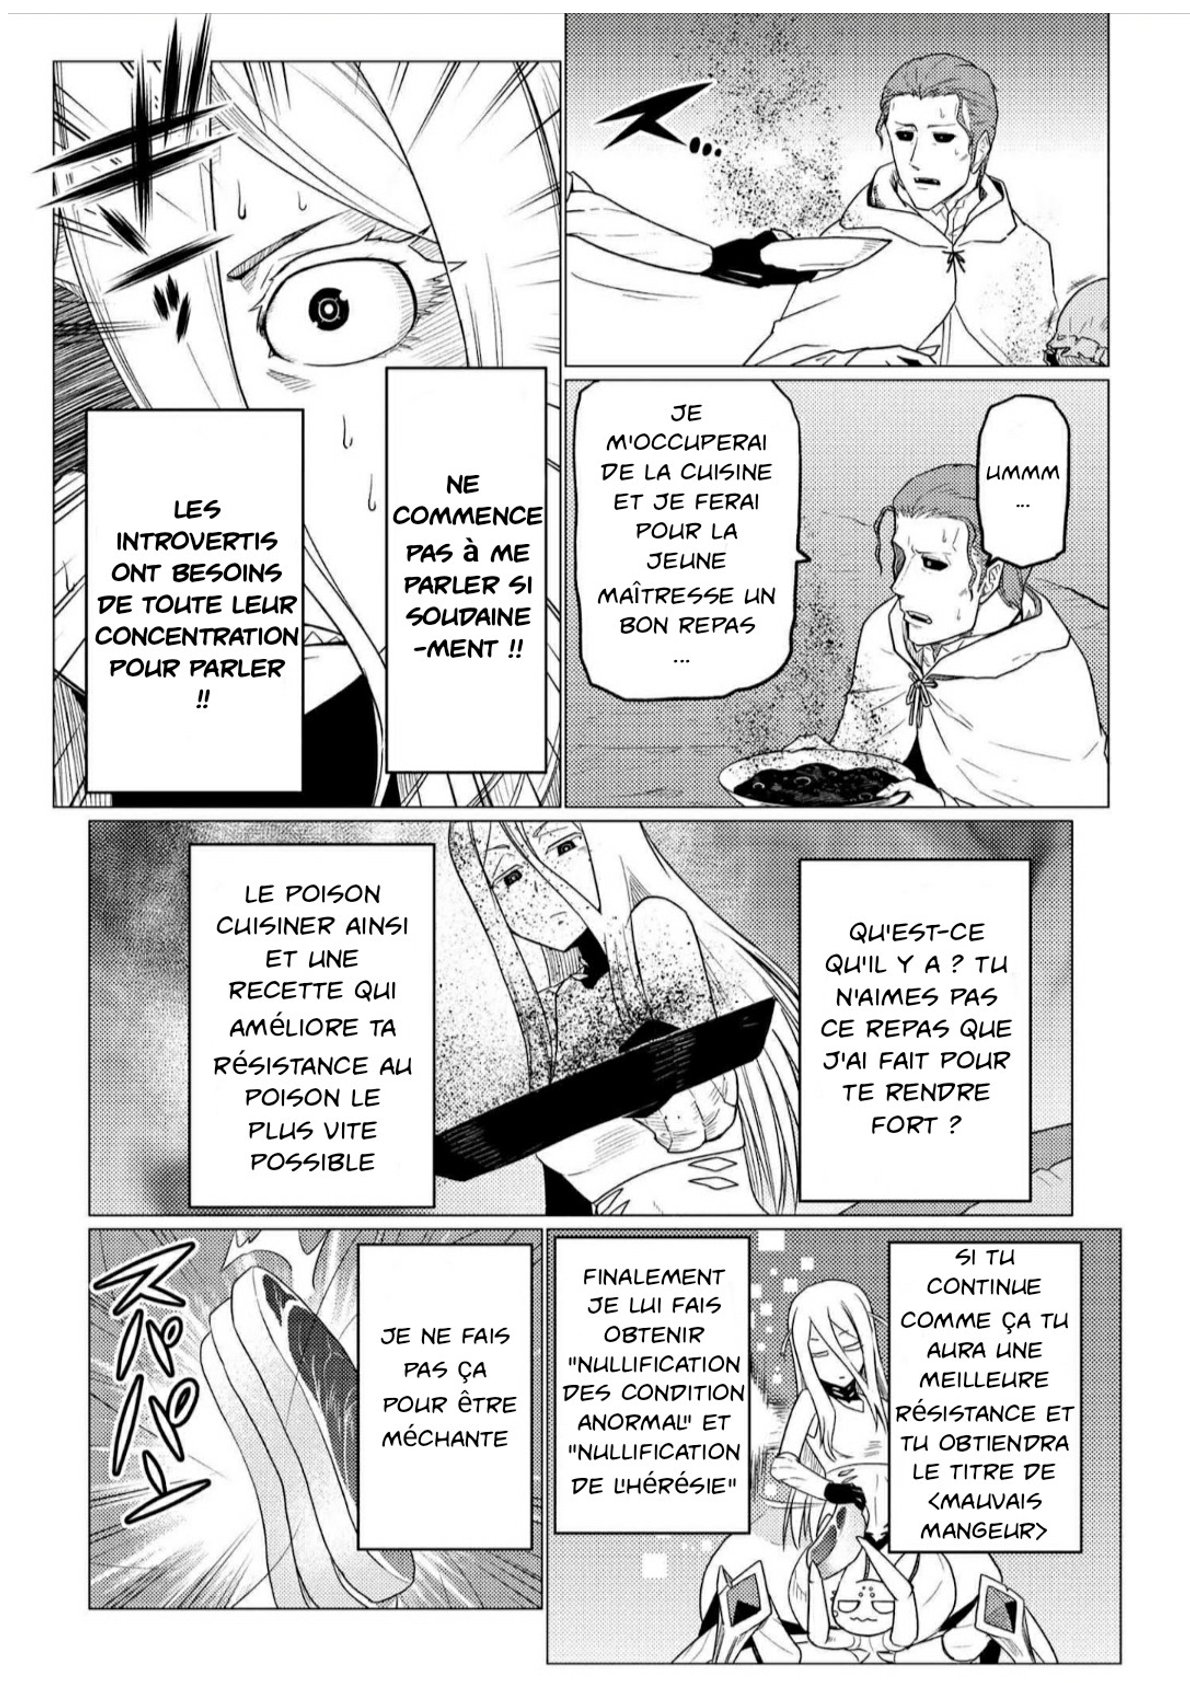 ス...
UMMM
...
JE
M'OCCUPERAI
DE LA CUISINE
ET JE FERAI
POUR LA
JEUNE
MAÎTRESSE UN
BON REPAS
...
NE
COMMENCE
PAS À ME
PARLER SI
SOUDAINE
-MENT !!
LES
INTROVERTIS
ONT BESOINS
DE TOUTE LEUR
CONCENTRATION
POUR PARLER
!!
QU'EST-CE
QU'IL Y A ? TU
N'AIMES PAS
CE REPAS QUE
J'AI FAIT POUR
TE RENDRE
FORT ?
LE POISON
CUISINER AINSI
ET UNE
RECETTE QUI
AMÉLIORE TA
RÉSISTANCE AU
POISON LE
PLUS VITE
POSSIBLE
SI TU
CONTINUE
COMME ÇA TU
AURA UNE
MEILLEURE
RÉSISTANCE ET
TU OBTIENDRA
LE TITRE DE
<MAUVAIS
MANGEUR>
FINALEMENT
JE LUI FAIS
OBTENIR
"NULLIFICATION
DES CONDITION
ANORMAL" ET
"NULLIFICATION
DE L'HÉRÉSIE"
JE NE FAIS
PAS ÇA
POUR ÊTRE
MÉCHANTE
ズパパー